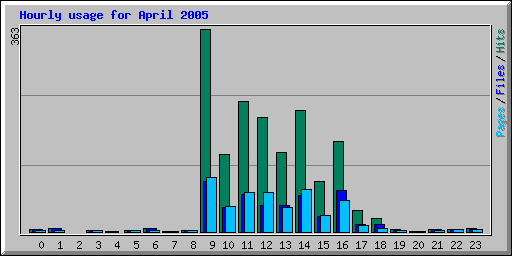 Hourly usage for April 2005
363
Pages/Files/Hits
0 1 2 3 4 5 6 7 8 9 10 11 12 13 14 15 16 17 18 19 20 21 22 23